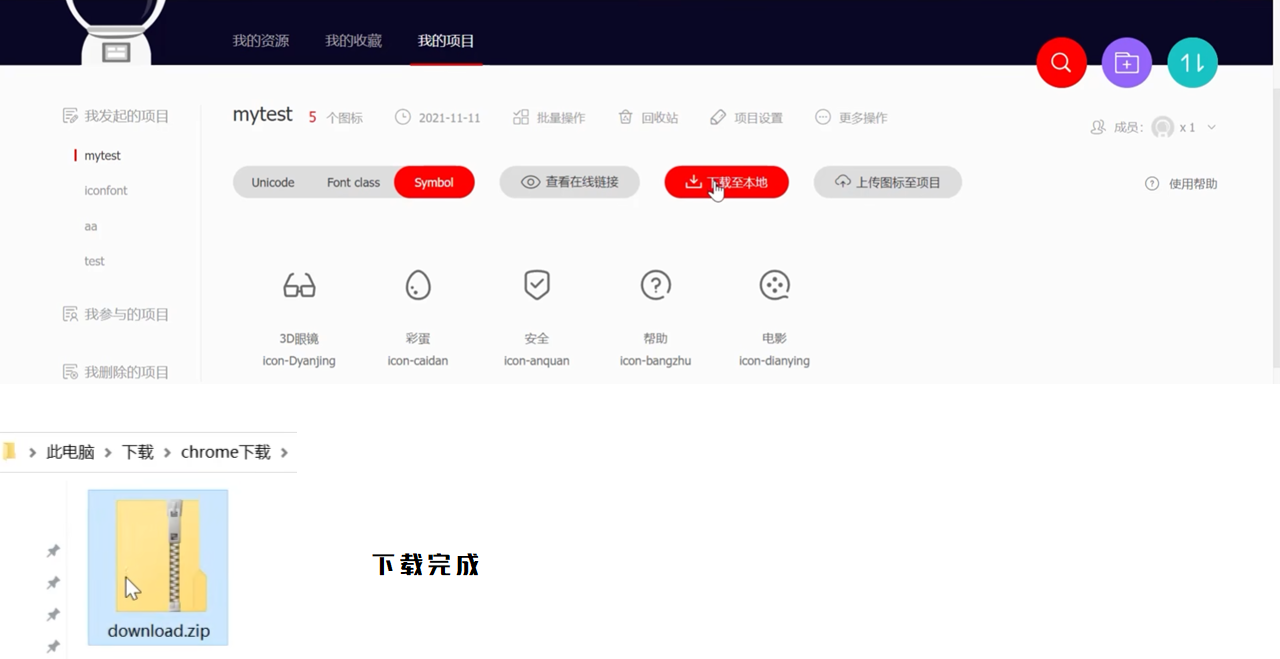 我的资源 我的收藏 我的项目
我发起的项目
mytest
iconfont
aa
test
我参与的项目
我删除的项目
mytest 5 个图标 2021-11-11 批量操作 回收站 项目设置 更多操作
成员: x 1
Unicode Font class Symbol 查看在线链接 下载至本地 上传图标至项目
使用帮助
3D眼镜 彩蛋 安全 帮助 电影
icon-Dyanjing icon-caidan icon-anquan icon-bangzhu icon-dianying
此电脑 下载 chrome下载
download.zip
下载完成